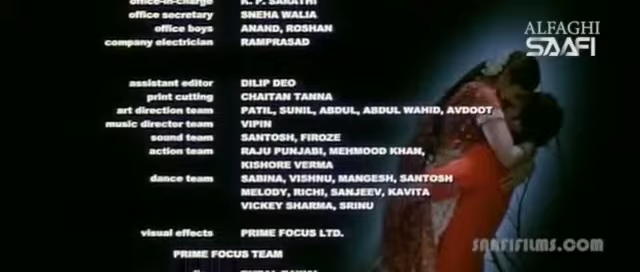 office-in-charge K. P. SARATHI
office secretary SNEHA WALIA
office boys ANAND, ROSHAN
company electrician RAMPRASAD
assistant editor DILIP DEO
print cutting CHAITAN TANNA
art direction team PATIL, SUNIL, ABDUL, ABDUL WAHID, AVDOOT
music director team VIPIN
sound team SANTOSH, FIROZE
action team RAJU PUNJABI, MEHMOOD KHAN,
KISHORE VERMA
dance team SABINA, VISHNU, MANGESH, SANTOSH
MELODY, RICHI, SANJEEV, KAVITA
VICKEY SHARMA, SRINU
visual effects PRIME FOCUS LTD.
PRIME FOCUS TEAM
ALFAGHI
SAAFI
SAAFIFILMS.COM